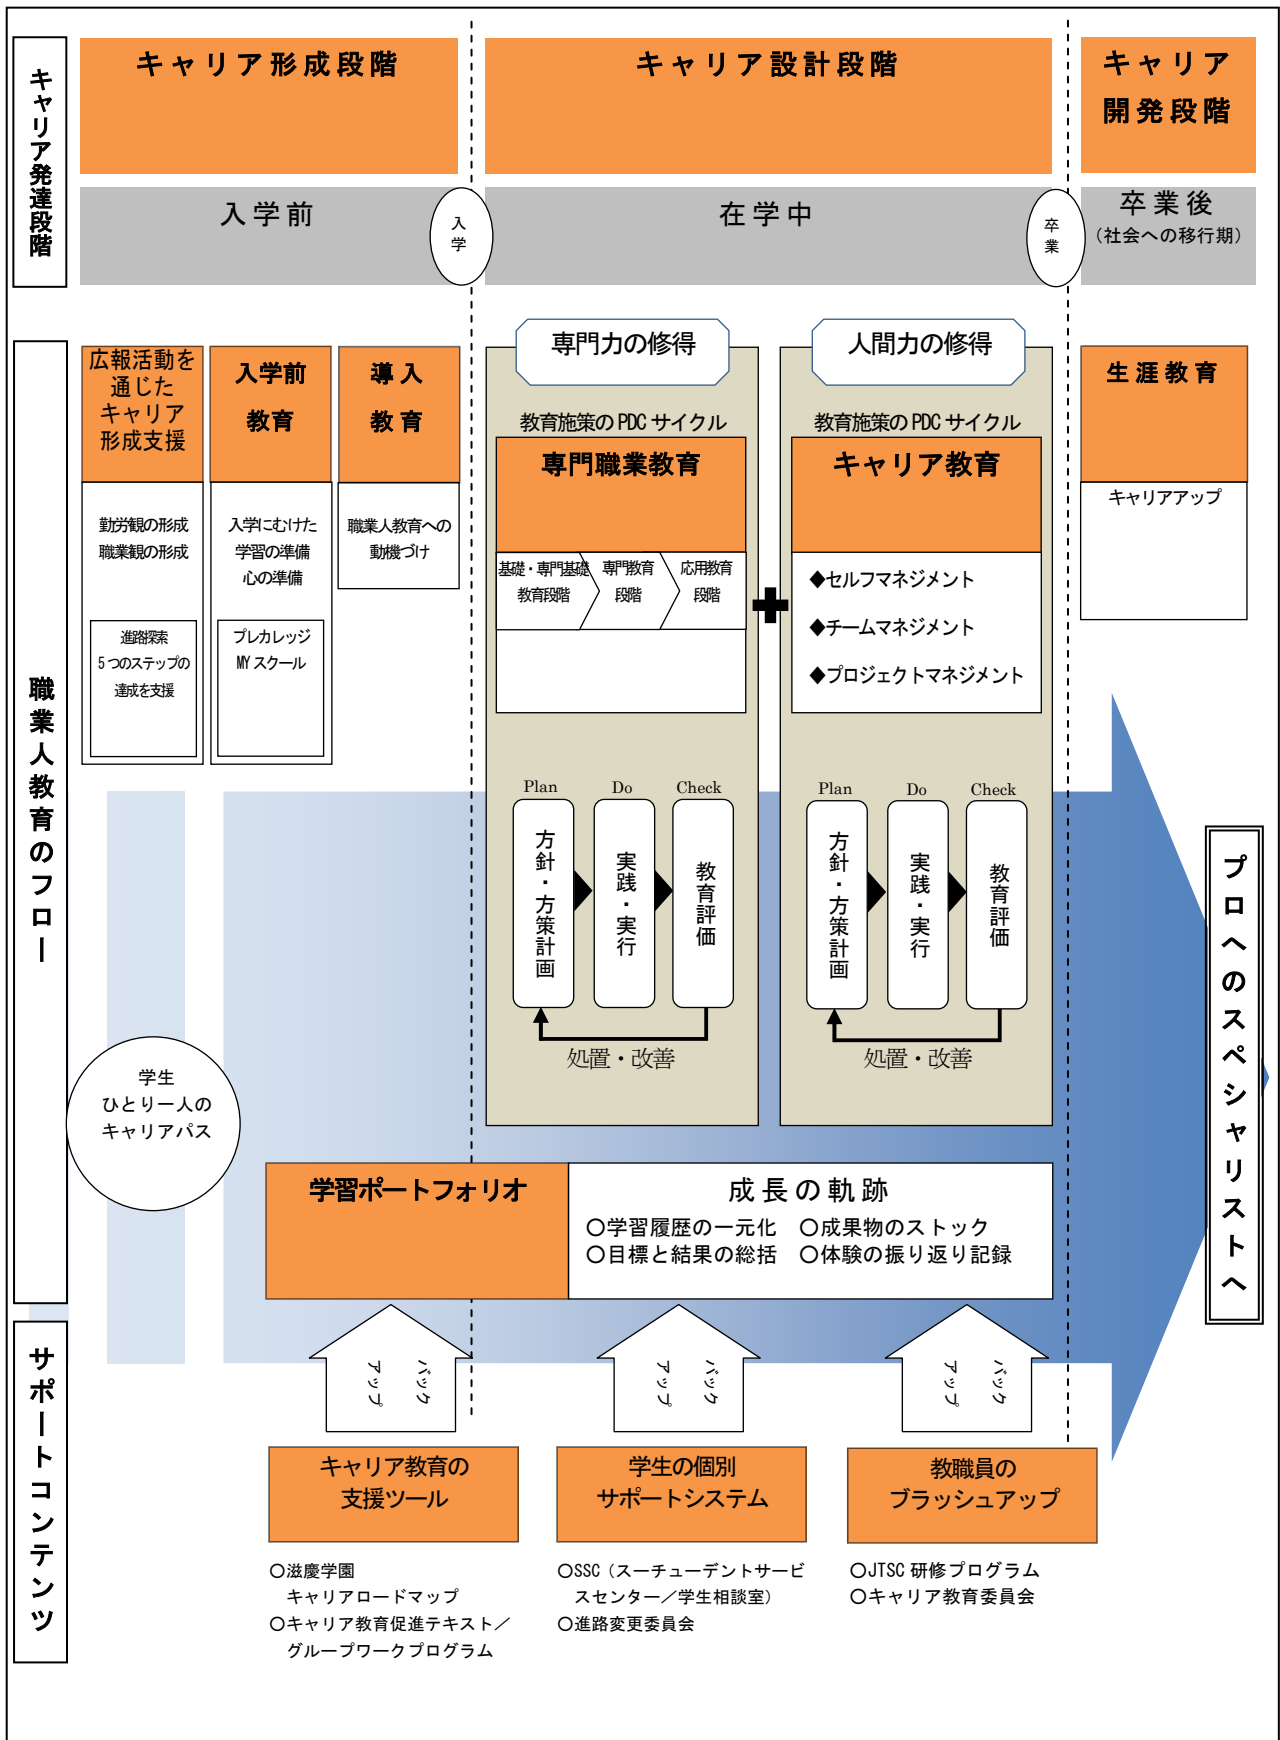 キャリア発達段階
キャリア形成段階
キャリア設計段階
キャリア
開発段階
入学前
入
学
在学中
卒
業
卒業後
(社会への移行期)
職業人教育のフロー
広報活動を
通じた
キャリア
形成支援
勤労観の形成
職業観の形成
進路探索
5つのステップの
達成を支援
入学前
教育
入学にむけた
学習の準備
心の準備
プレカレッジ
MYスクール
導入
教育
職業人教育への
動機づけ
専門力の修得
教育施策のPDCサイクル
専門職業教育
基礎・専門基礎
教育段階
専門教育
段階
応用教育
段階
Plan
Do
Check
方針・方策計画
実践・実行
教育評価
処置・改善
人間力の修得
教育施策のPDCサイクル
キャリア教育
◆セルフマネジメント
◆チームマネジメント
◆プロジェクトマネジメント
Plan
Do
Check
方針・方策計画
実践・実行
教育評価
処置・改善
生涯教育
キャリアアップ
プロへのスペシャリストへ
学生
ひとり一人の
キャリアパス
学習ポートフォリオ
成長の軌跡
○学習履歴の一元化 ○成果物のストック
○目標と結果の総括 ○体験の振り返り記録
サポートコンテンツ
バック
アップ
バック
アップ
バック
アップ
キャリア教育の
支援ツール
○滋慶学園
キャリアロードマップ
○キャリア教育促進テキスト/
グループワークプログラム
学生の個別
サポートシステム
○SSC(スーチューデントサービ
スセンター/学生相談室)
○進路変更委員会
教職員の
ブラッシュアップ
○JTSC研修プログラム
○キャリア教育委員会